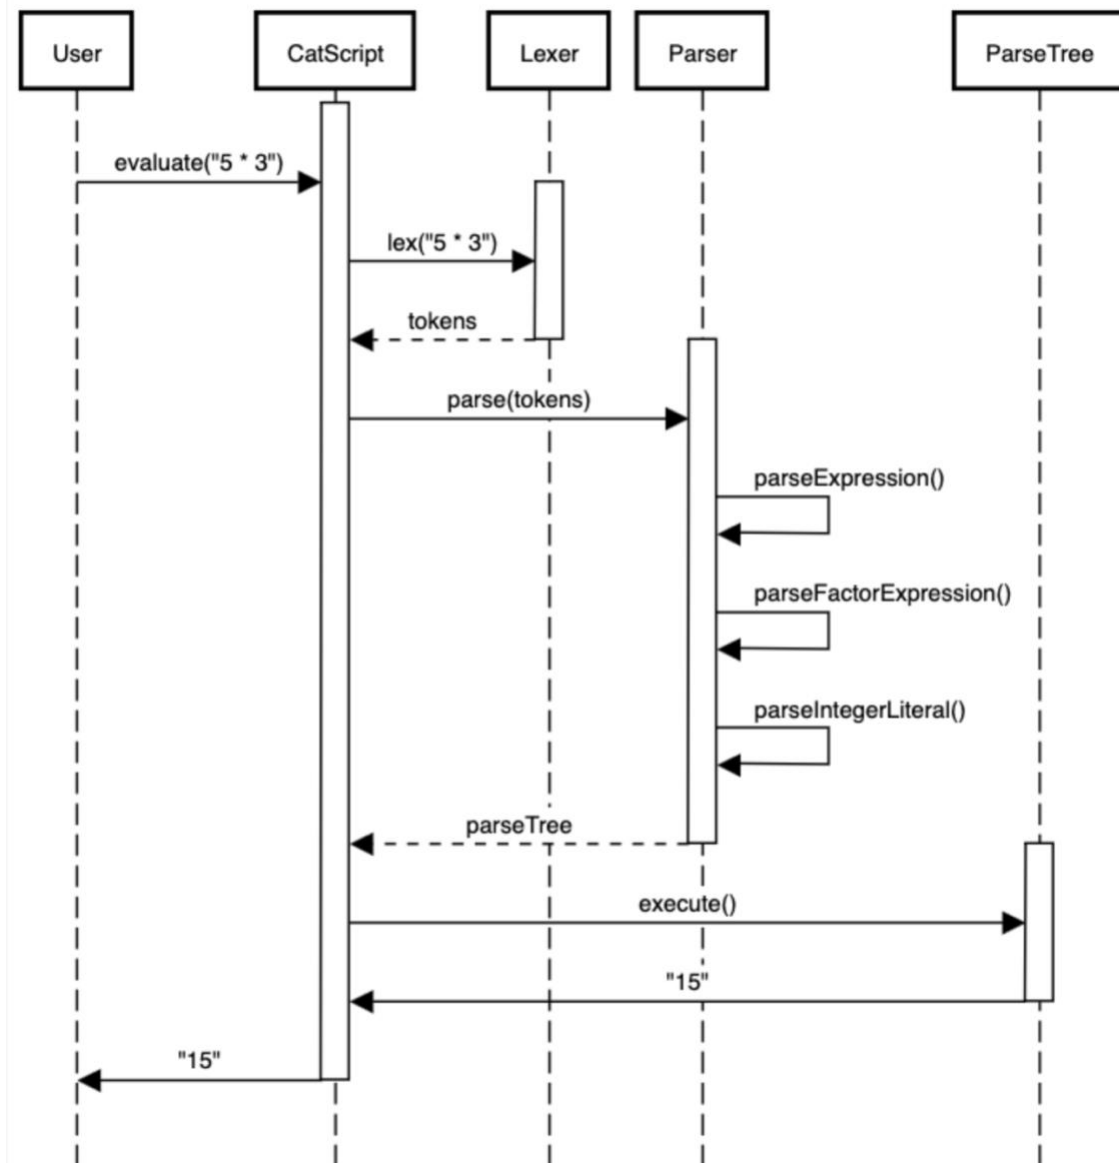 User
CatScript
Lexer
Parser
ParseTree
evaluate("5 * 3")
lex("5 * 3")
tokens
parse(tokens)
parseExpression()
parseFactorExpression()
parseIntegerLiteral()
parseTree
execute()
"15"
"15"